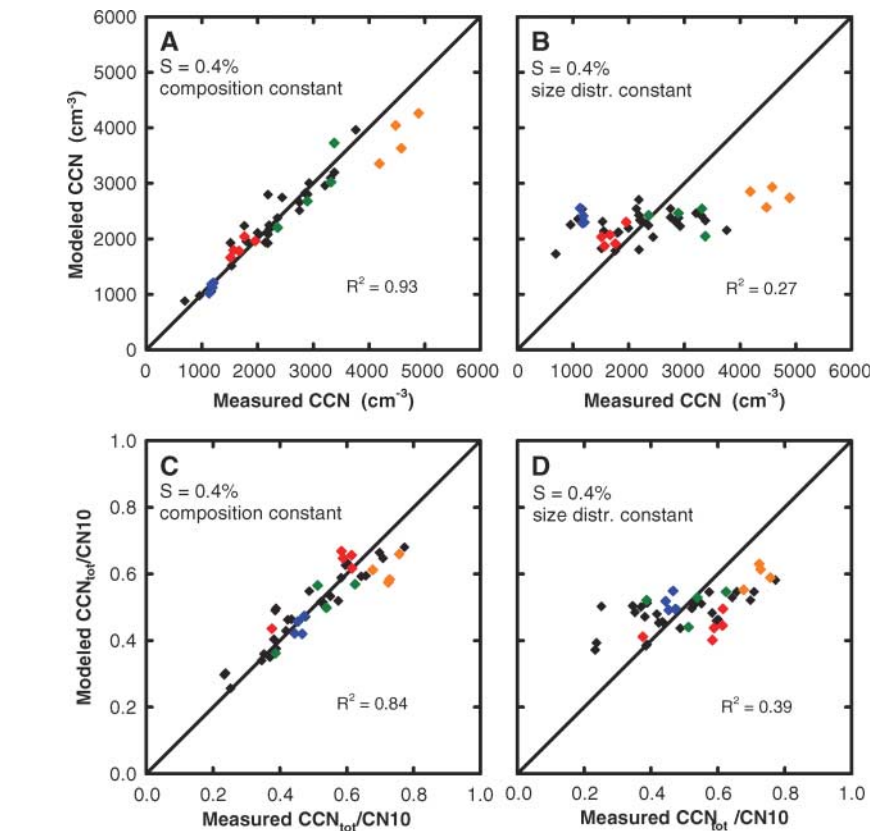 A
S = 0.4%
composition constant
R² = 0.93
Modeled CCN (cm⁻³)
6000
5000
4000
3000
2000
1000
0
0 1000 2000 3000 4000 5000 6000
Measured CCN (cm⁻³)
B
S = 0.4%
size distr. constant
R² = 0.27
0 1000 2000 3000 4000 5000 6000
Measured CCN (cm⁻³)
C
S = 0.4%
composition constant
R² = 0.84
Modeled CCNtot/CN10
1.0
0.8
0.6
0.4
0.2
0.0
0.0 0.2 0.4 0.6 0.8 1.0
Measured CCNtot/CN10
D
S = 0.4%
size distr. constant
R² = 0.39
0.0 0.2 0.4 0.6 0.8 1.0
Measured CCNtot /CN10